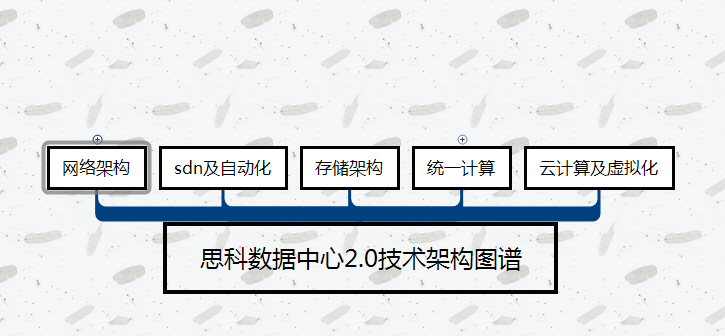 网络架构
sdn及自动化
存储架构
统一计算
云计算及虚拟化
思科数据中心2.0技术架构图谱